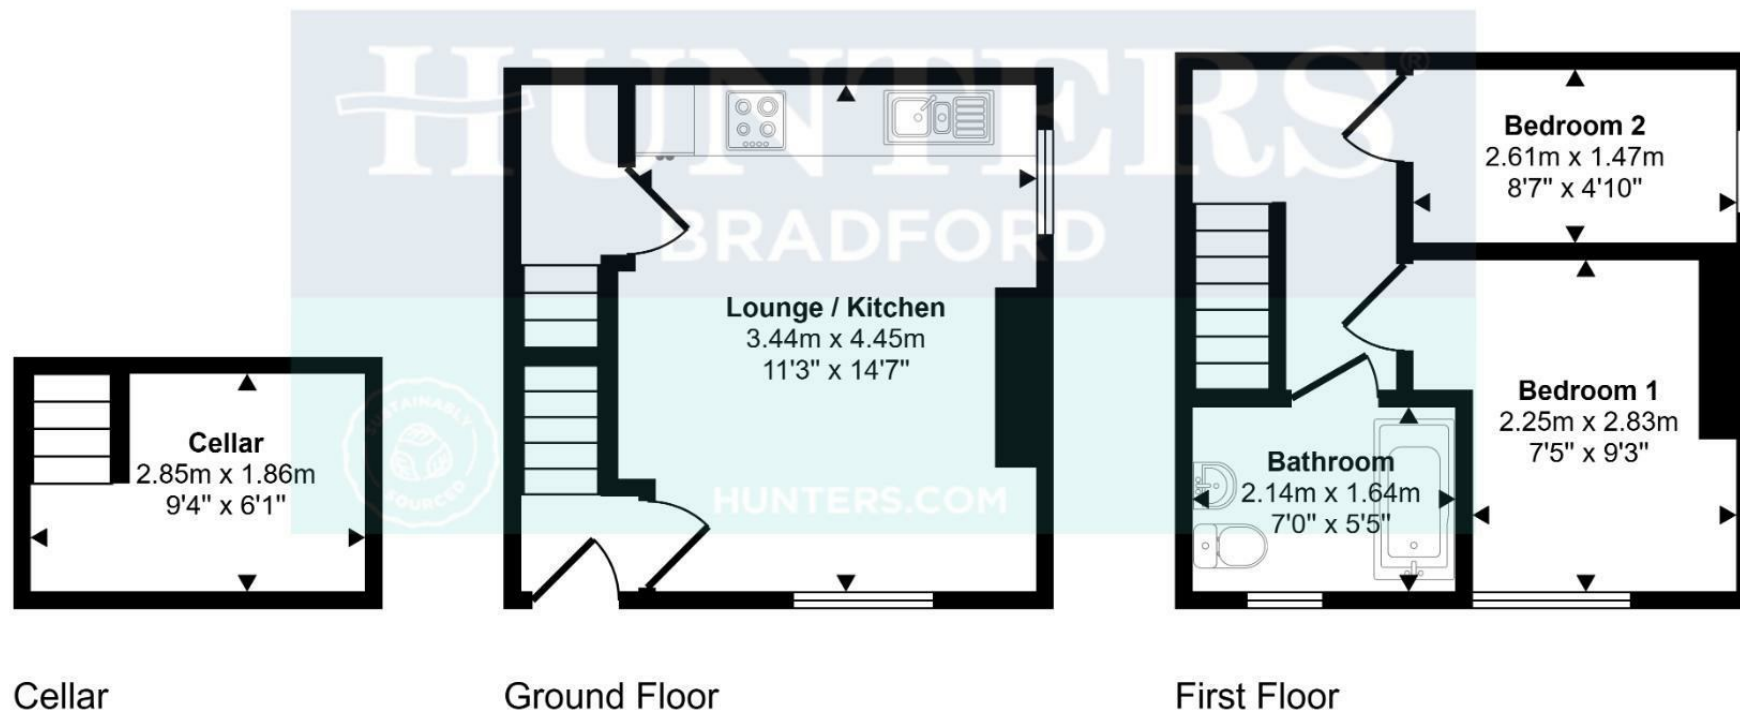 HUNTERS®
BRADFORD
HUNTERS.COM
SUSTAINABLY
SOURCED
Cellar
2.85m x 1.86m
9'4" x 6'1"
Lounge / Kitchen
3.44m x 4.45m
11'3" x 14'7"
Bedroom 2
2.61m x 1.47m
8'7" x 4'10"
Bedroom 1
2.25m x 2.83m
7'5" x 9'3"
Bathroom
2.14m x 1.64m
7'0" x 5'5"
Cellar
Ground Floor
First Floor